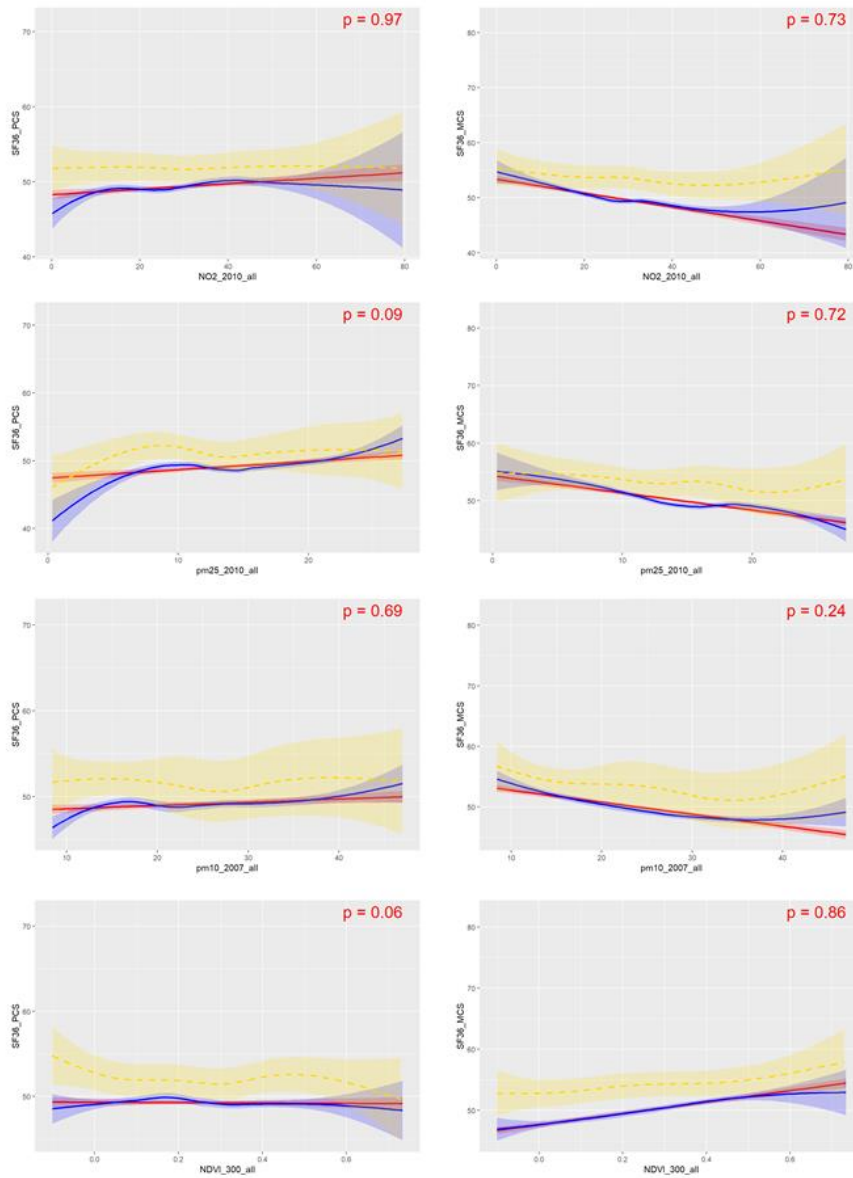 p = 0.97
70
60
50
40
SF36_PCS
0
20
40
60
80
NO2_2010_all
p = 0.73
80
70
60
50
40
SF36_MCS
0
20
40
60
80
NO2_2010_all
p = 0.09
70
60
50
40
SF36_PCS
0
10
20
pm25_2010_all
p = 0.72
80
70
60
50
SF36_MCS
0
10
20
pm25_2010_all
p = 0.69
70
60
50
SF36_PCS
10
20
30
40
pm10_2007_all
p = 0.24
80
70
60
50
SF36_MCS
10
20
30
40
pm10_2007_all
p = 0.06
70
60
50
SF36_PCS
0.0
0.2
0.4
0.6
NDVI_300_all
p = 0.86
80
70
60
50
SF36_MCS
0.0
0.2
0.4
0.6
NDVI_300_all